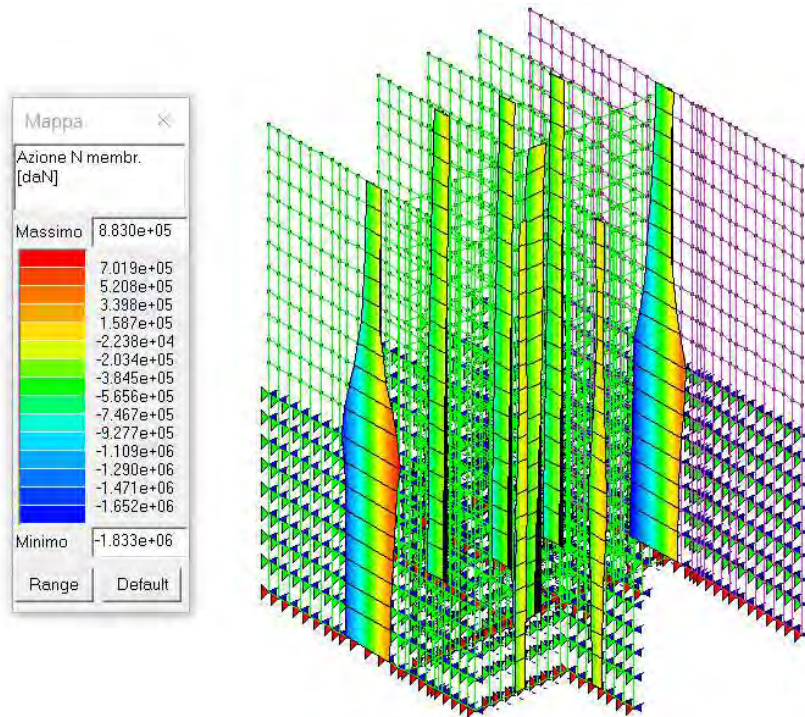 Mappa
Azione N membr.
[daN]
Massimo 8.830e+05
7.019e+05
5.208e+05
3.398e+05
1.587e+05
-2.238e+04
-2.034e+05
-3.845e+05
-5.656e+05
-7.467e+05
-9.277e+05
-1.109e+06
-1.290e+06
-1.471e+06
-1.652e+06
Minimo -1.833e+06
Range Default